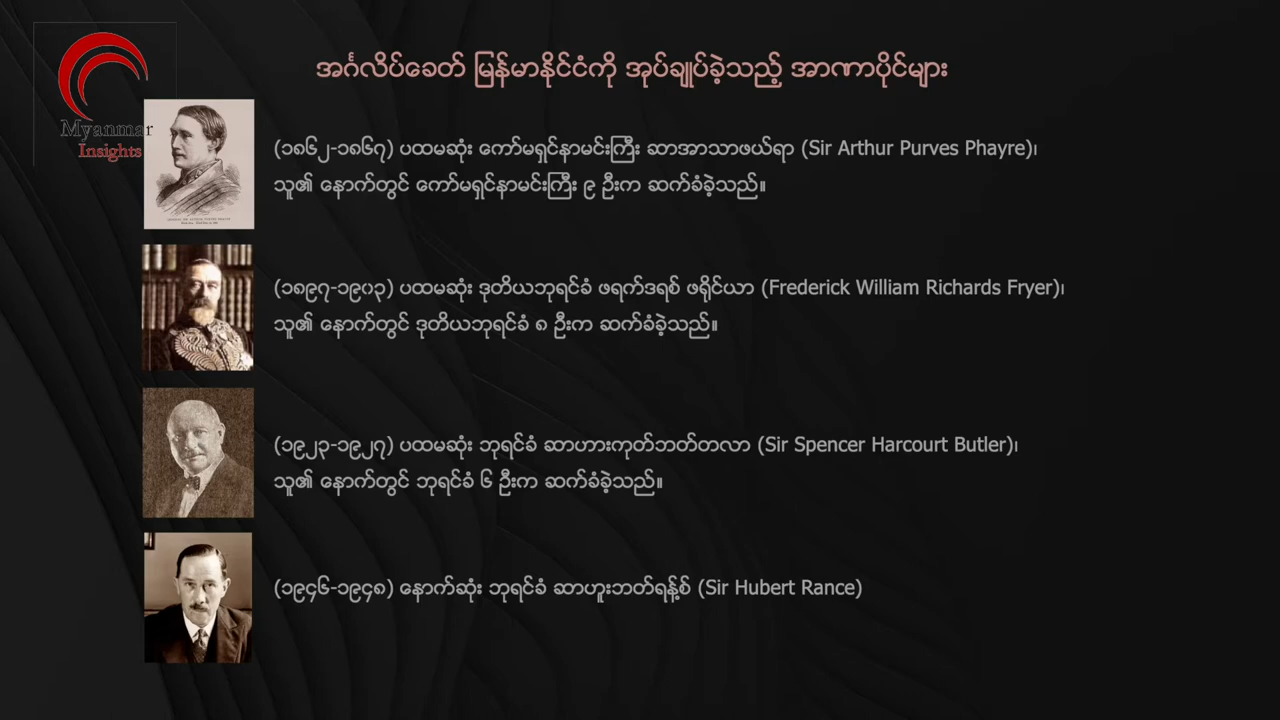 Myanmar
Insights
အင်္ဂလိပ်ခေတ် မြန်မာနိုင်ငံကို အုပ်ချုပ်ခဲ့သည့် အာဏာပိုင်များ
(၁၈၆၂-၁၈၆၇) ပထမဆုံး ကော်မရှင်နာမင်းကြီး ဆာအာသာဖယ်ရာ (Sir Arthur Purves Phayre)၊
သူ၏ နောက်တွင် ကော်မရှင်နာမင်းကြီး ၉ ဦးက ဆက်ခံခဲ့သည်။
(၁၈၉၇-၁၉၀၃) ပထမဆုံး ဒုတိယဘုရင်ခံ ဖရက်ဒရစ် ဖရိုင်ယာ (Frederick William Richards Fryer)၊
သူ၏ နောက်တွင် ဒုတိယဘုရင်ခံ ၈ ဦးက ဆက်ခံခဲ့သည်။
(၁၉၂၃-၁၉၂၇) ပထမဆုံး ဘုရင်ခံ ဆာဟားကုတ်ဘတ်တလာ (Sir Spencer Harcourt Butler)၊
သူ၏ နောက်တွင် ဘုရင်ခံ ၆ ဦးက ဆက်ခံခဲ့သည်။
(၁၉၄၆-၁၉၄၈) နောက်ဆုံး ဘုရင်ခံ ဆာဟူးဘတ်ရန့်စ် (Sir Hubert Rance)